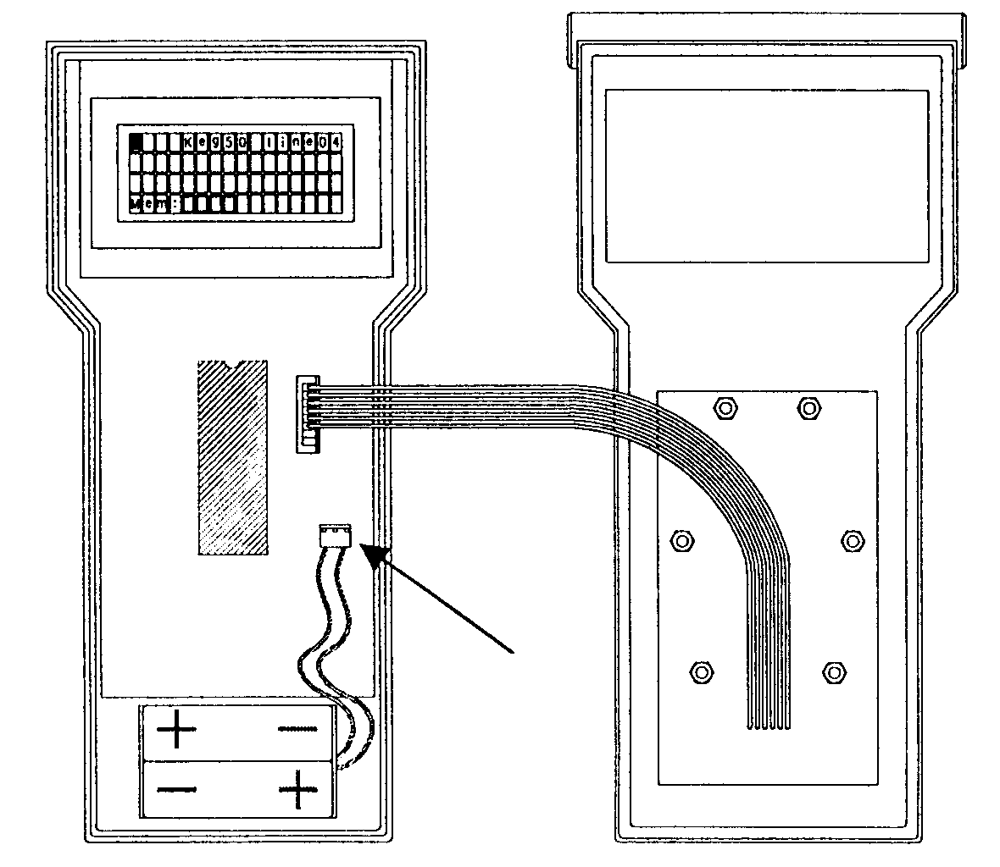 Keg50 line04
Mem:
+ −
− +